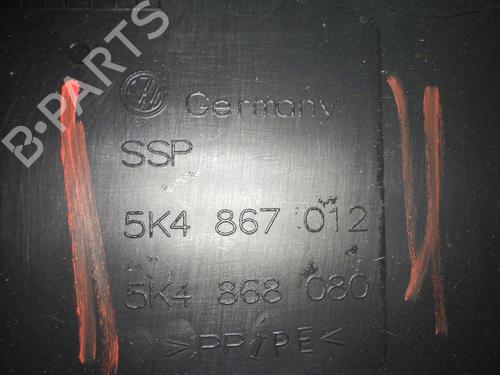 B-PARTS
Germany
SSP
5K4 867 012
5K4 868 080
>PP/PE<